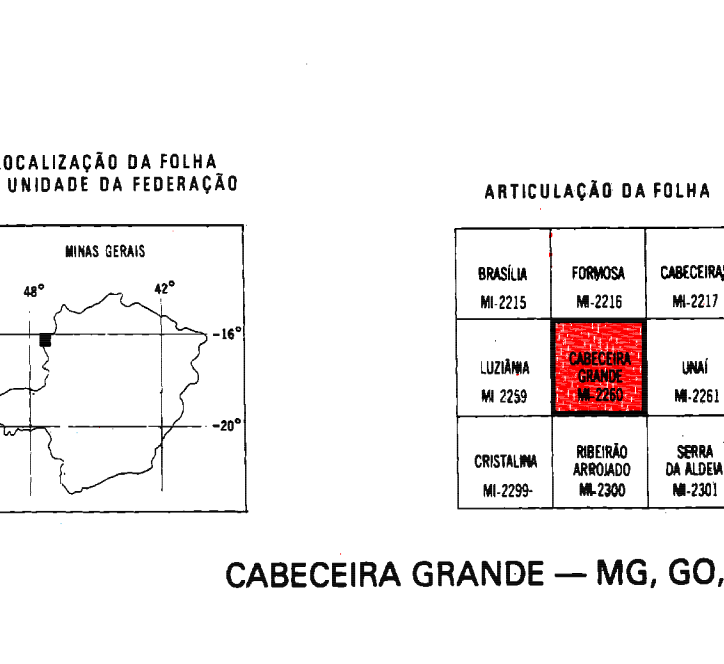 OCALIZAÇÃO DA FOLHA
UNIDADE DA FEDERAÇÃO
MINAS GERAIS
48°
42°
-16°
-20°
ARTICULAÇÃO DA FOLHA
BRASÍLIA
MI-2215
FORMOSA
MI-2216
CABECEIRAS
MI-2217
LUZIÂNIA
MI 2259
CABECEIRA
GRANDE
MI-2260
UNAÍ
MI-2261
CRISTALINA
MI-2299-
RIBEIRÃO
ARROJADO
MI-2300
SERRA
DA ALDEIA
MI-2301
CABECEIRA GRANDE — MG, GO,